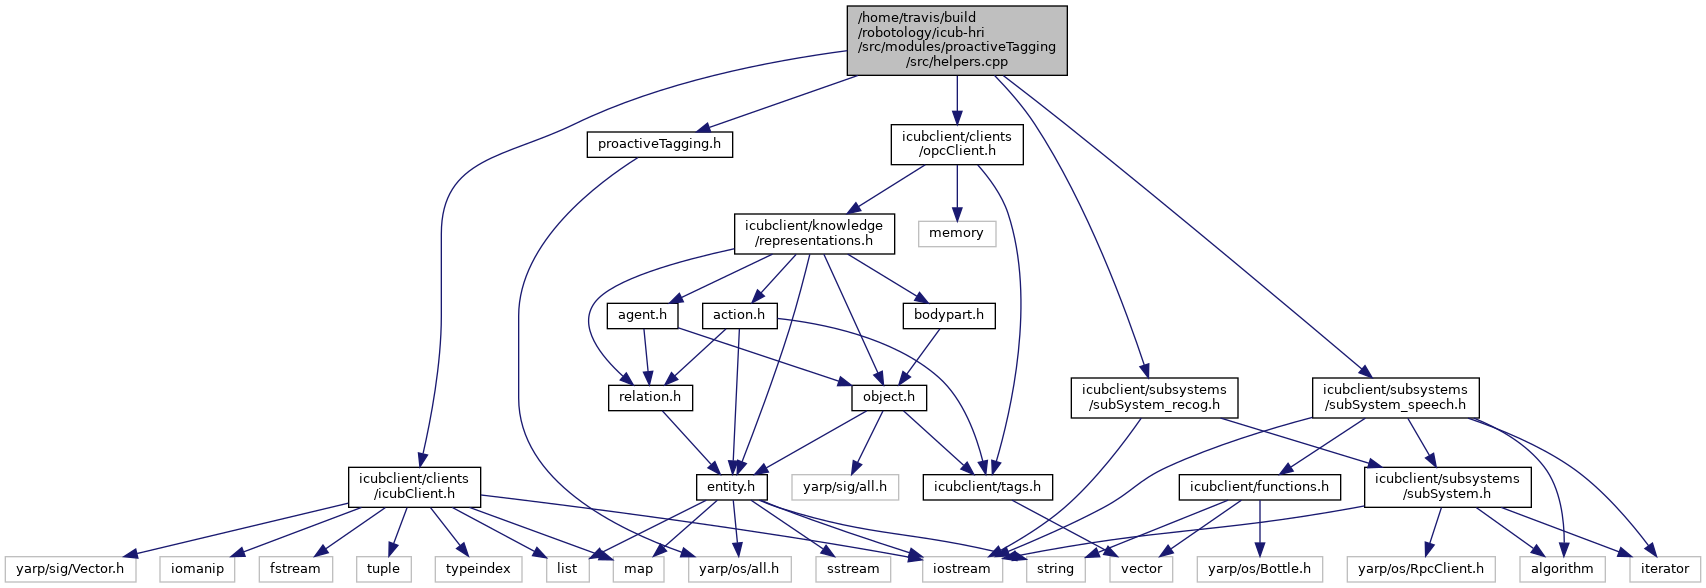 /home/travis/build
/robotology/icub-hri
/src/modules/proactiveTagging
/src/helpers.cpp
proactiveTagging.h
icubclient/clients
/opcClient.h
icubclient/knowledge
/representations.h
memory
agent.h
action.h
bodypart.h
relation.h
object.h
icubclient/subsystems
/subSystem_recog.h
icubclient/subsystems
/subSystem_speech.h
icubclient/clients
/icubClient.h
entity.h
yarp/sig/all.h
icubclient/tags.h
icubclient/functions.h
icubclient/subsystems
/subSystem.h
yarp/sig/Vector.h
iomanip
fstream
tuple
typeindex
list
map
yarp/os/all.h
sstream
iostream
string
vector
yarp/os/Bottle.h
yarp/os/RpcClient.h
algorithm
iterator